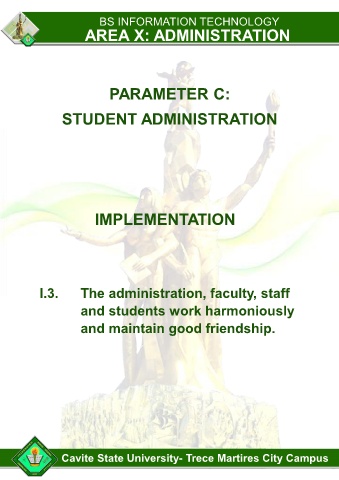 BS INFORMATION TECHNOLOGY
AREA X: ADMINISTRATION
PARAMETER C:
STUDENT ADMINISTRATION
IMPLEMENTATION
I.3. The administration, faculty, staff
and students work harmoniously
and maintain good friendship.
Cavite State University- Trece Martires City Campus